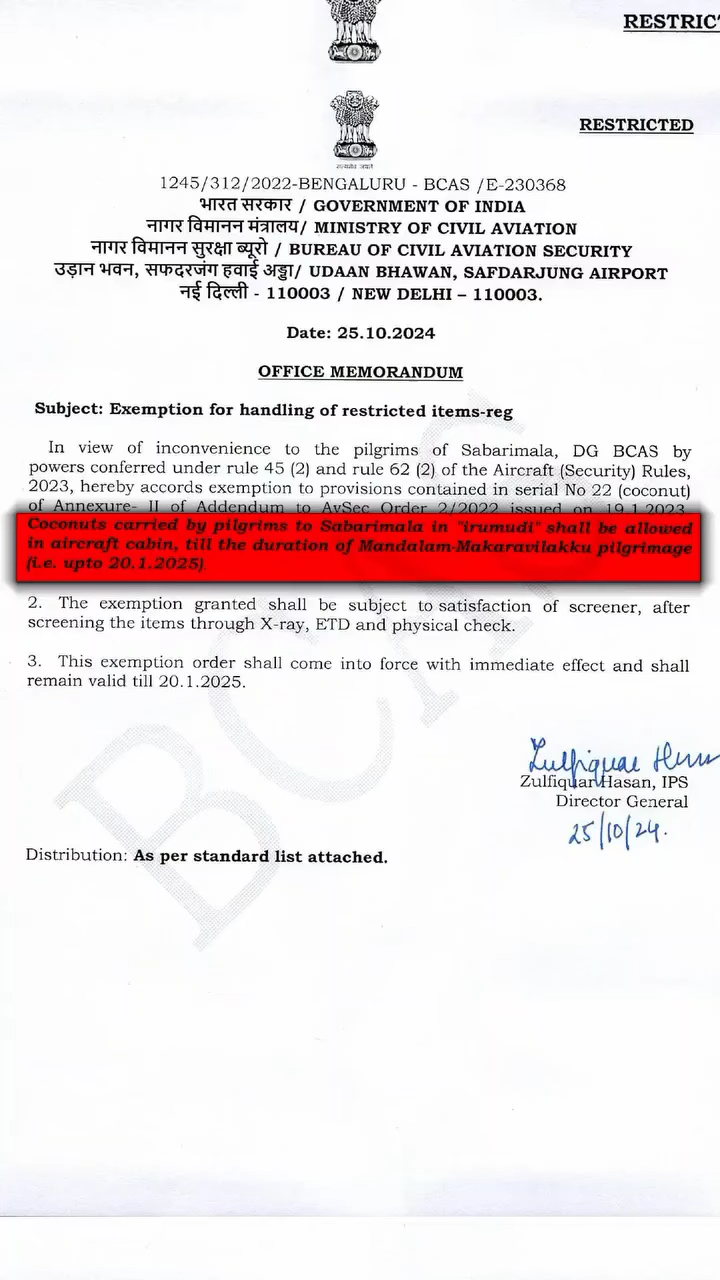 RESTRIC
RESTRICTED
1245/312/2022-BENGALURU - BCAS /E-230368
भारत सरकार / GOVERNMENT OF INDIA
नागर विमानन मंत्रालय/ MINISTRY OF CIVIL AVIATION
नागर विमानन सुरक्षा ब्यूरो / BUREAU OF CIVIL AVIATION SECURITY
उड़ान भवन, सफदरजंग हवाई अड्डा/ UDAAN BHAWAN, SAFDARJUNG AIRPORT
नई दिल्ली - 110003 / NEW DELHI – 110003.
Date: 25.10.2024
OFFICE MEMORANDUM
Subject: Exemption for handling of restricted items-reg
In view of inconvenience to the pilgrims of Sabarimala, DG BCAS by
powers conferred under rule 45 (2) and rule 62 (2) of the Aircraft (Security) Rules,
2023, hereby accords exemption to provisions contained in serial No 22 (coconut)
of Annexure- II of Addendum to AvSec Order 2/2022 issued on 19.1.2023.
Coconuts carried by pilgrims to Sabarimala in "irumudi" shall be allowed
in aircraft cabin, till the duration of Mandalam-Makaravilakku pilgrimage
(i.e. upto 20.1.2025)
2. The exemption granted shall be subject to satisfaction of screener, after
screening the items through X-ray, ETD and physical check.
3. This exemption order shall come into force with immediate effect and shall
remain valid till 20.1.2025.
Zulfiquar Hasan, IPS
Director General
25/10/24.
Distribution: As per standard list attached.
BCAS